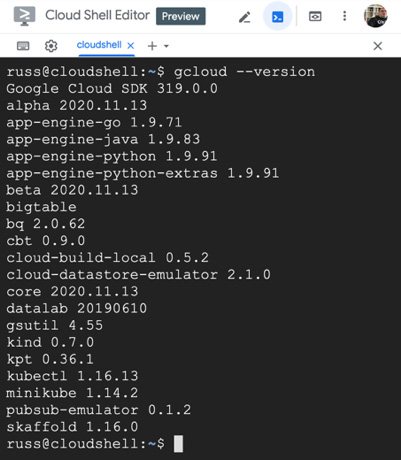 Cloud Shell Editor Preview
cloudshell
russ@cloudshell:~$ gcloud --version
Google Cloud SDK 319.0.0
alpha 2020.11.13
app-engine-go 1.9.71
app-engine-java 1.9.83
app-engine-python 1.9.91
app-engine-python-extras 1.9.91
beta 2020.11.13
bigtable
bq 2.0.62
cbt 0.9.0
cloud-build-local 0.5.2
cloud-datastore-emulator 2.1.0
core 2020.11.13
datalab 20190610
gsutil 4.55
kind 0.7.0
kpt 0.36.1
kubectl 1.16.13
minikube 1.14.2
pubsub-emulator 0.1.2
skaffold 1.16.0
russ@cloudshell:~$